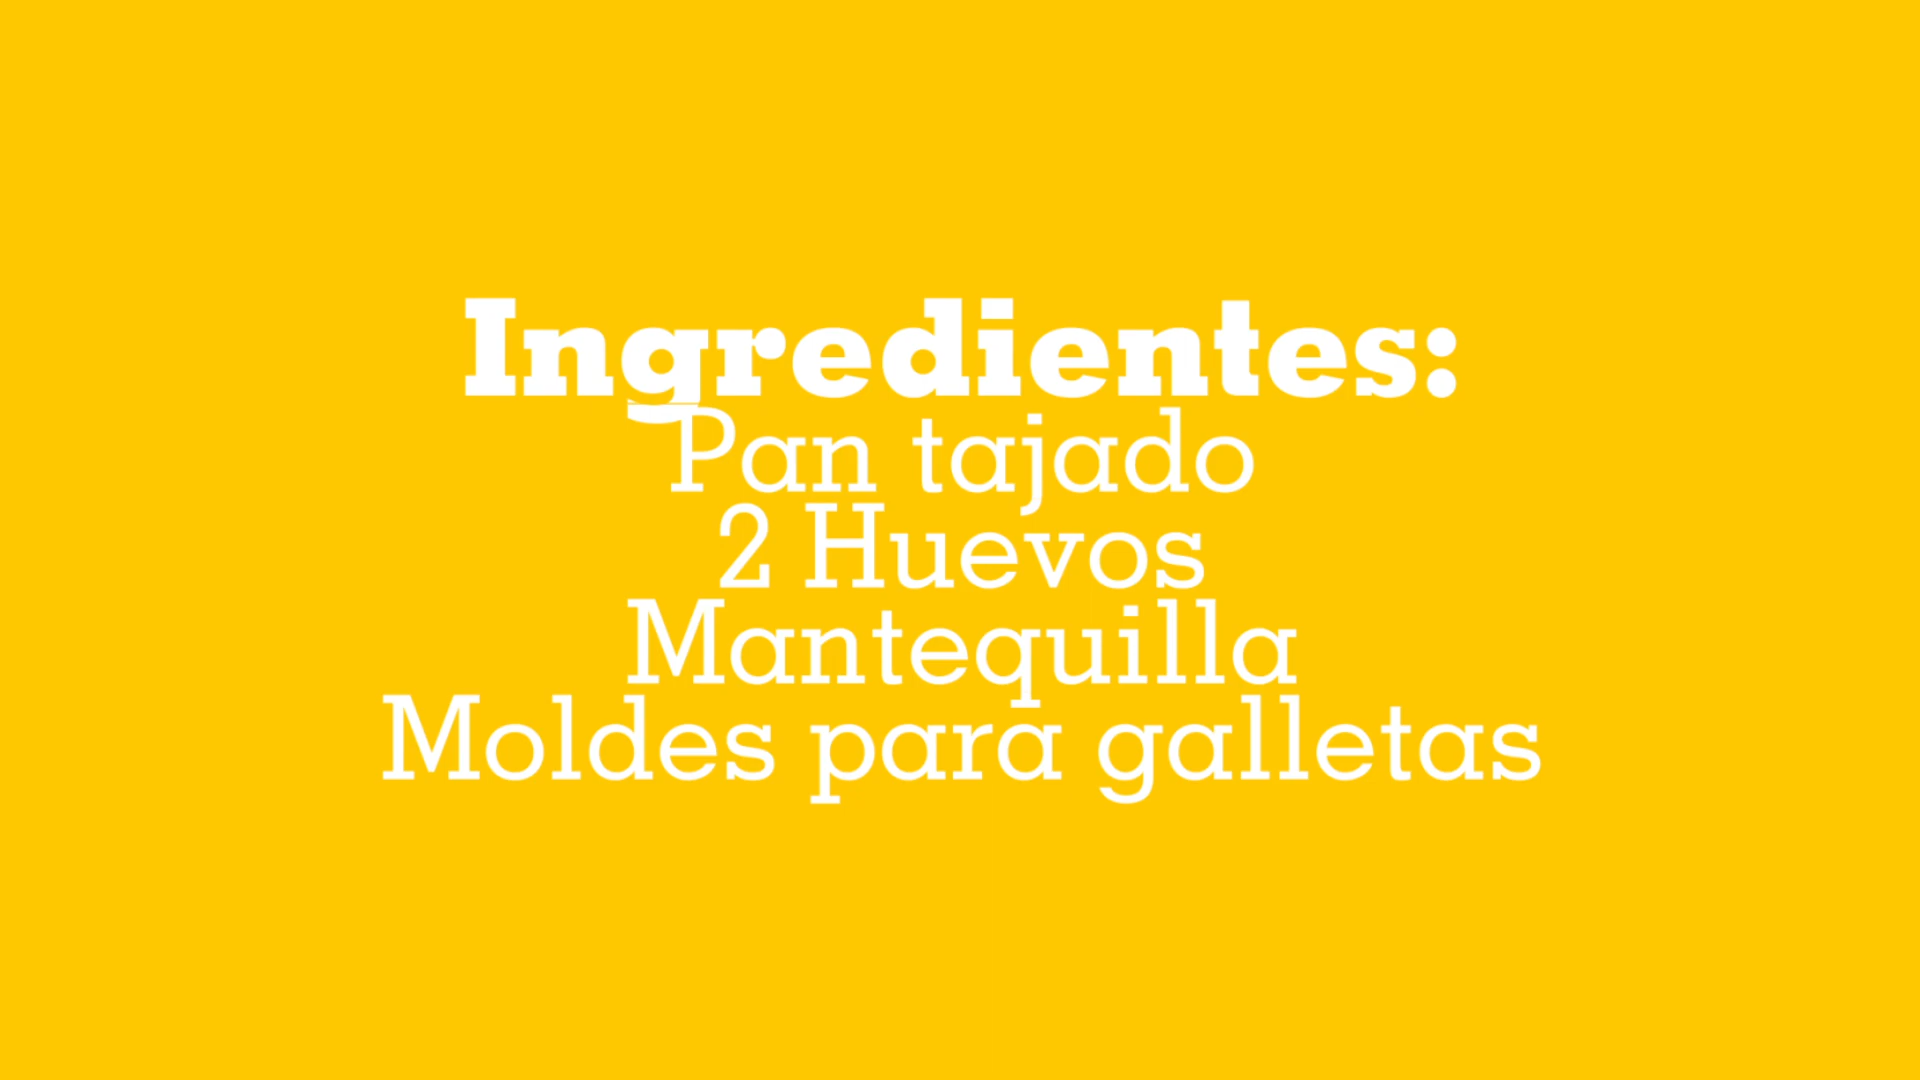 Ingredientes:
Pan tajado
2 Huevos
Mantequilla
Moldes para galletas